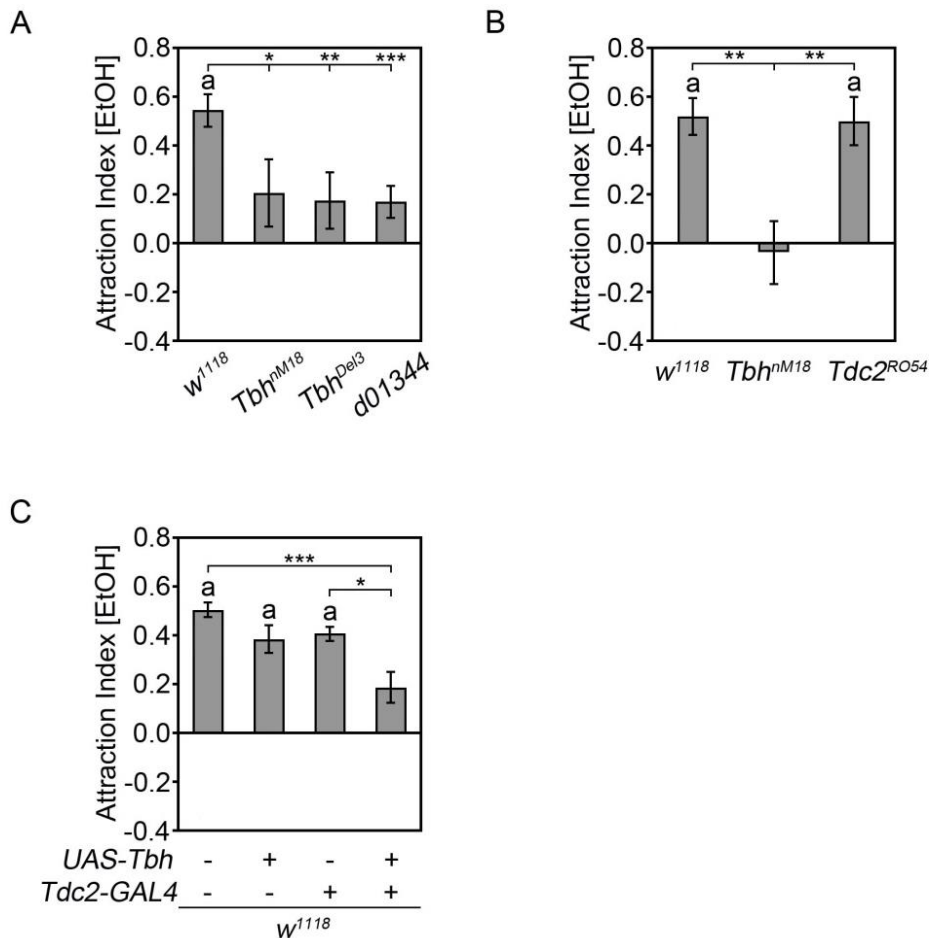 A
Attraction Index [EtOH]
0.8
0.6
0.4
0.2
0.0
-0.2
-0.4
a
* ** ***
w1118 TbhnM18 TbhDel3 d01344
B
Attraction Index [EtOH]
0.8
0.6
0.4
0.2
0.0
-0.2
-0.4
** **
a a
w1118 TbhnM18 Tdc2RO54
C
Attraction Index [EtOH]
0.8
0.6
0.4
0.2
0.0
-0.2
-0.4
***
*
a a a
UAS-Tbh - + - +
Tdc2-GAL4 - - + +
w1118